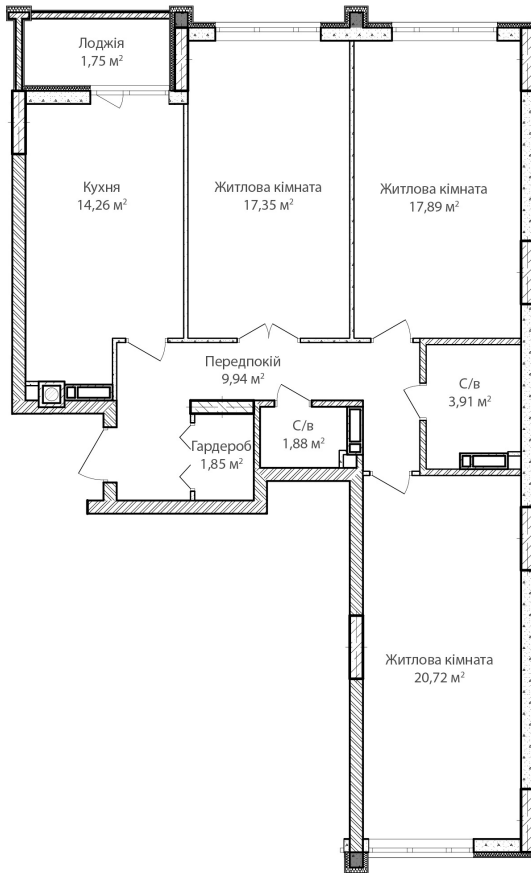 Лоджія
1,75 м²
Кухня
14,26 м²
Житлова кімната
17,35 м²
Житлова кімната
17,89 м²
Передпокій
9,94 м²
С/в
3,91 м²
С/в
1,88 м²
Гардероб
1,85 м²
Житлова кімната
20,72 м²